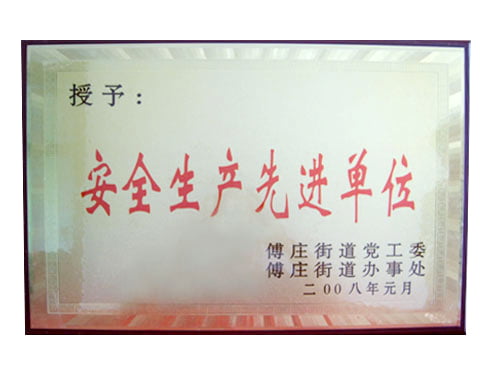 授予：
安全生产先进单位
傅庄街道党工委
傅庄街道办事处
二00八年元月